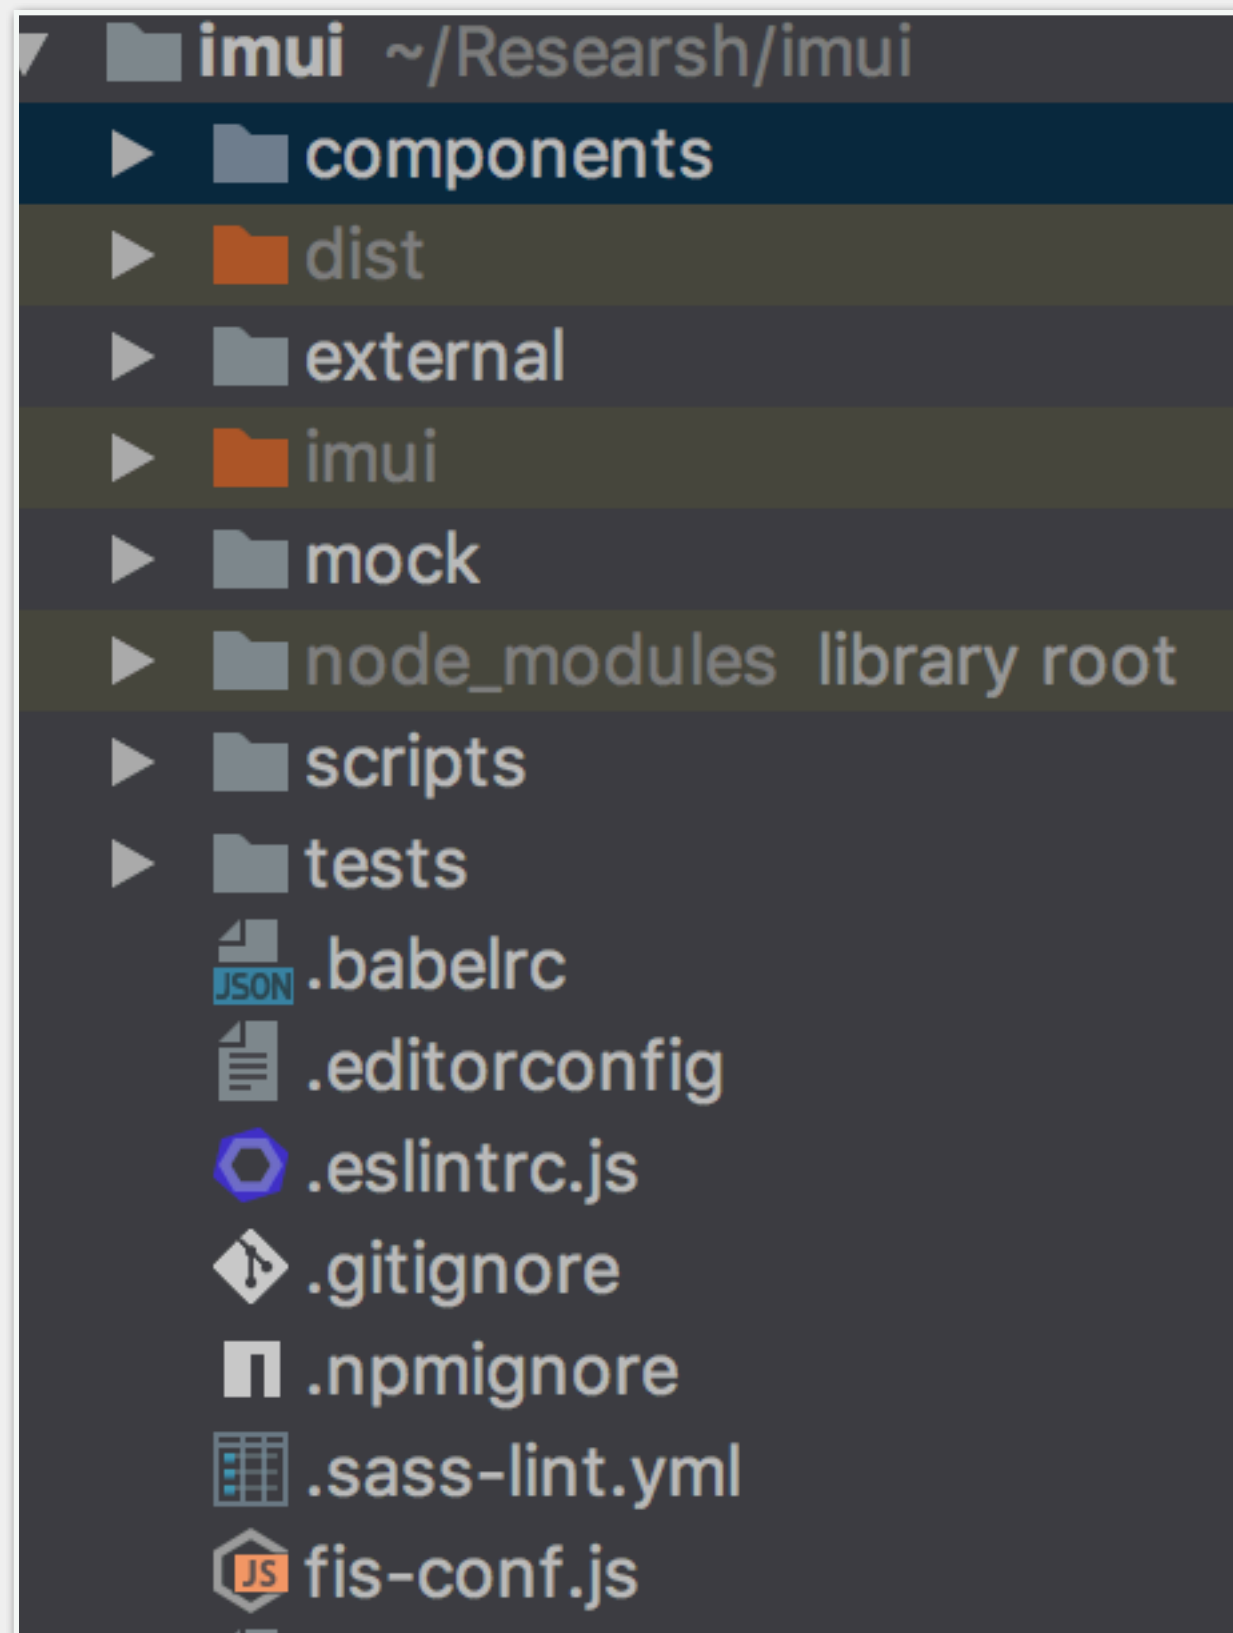 imui ~/Researsh/imui
components
dist
external
imui
mock
node_modules library root
scripts
tests
JSON .babelrc
.editorconfig
.eslintrc.js
.gitignore
.npmignore
.sass-lint.yml
JS fis-conf.js